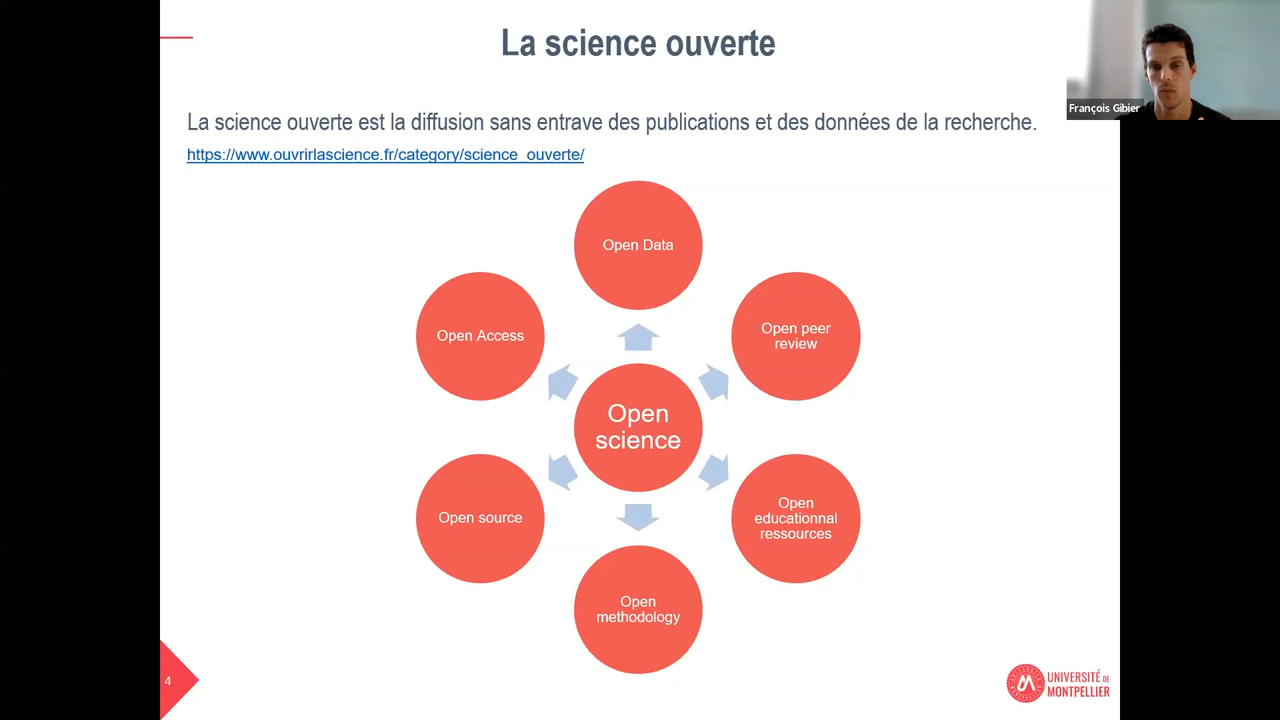 La science ouverte
La science ouverte est la diffusion sans entrave des publications et des données de la recherche.
https://www.ouvrirlascience.fr/category/science_ouverte/
François Gibier
Open Data
Open Access
Open peer
review
Open
science
Open source
Open
educationnal
ressources
Open
methodology
4
UNIVERSITÉ DE
MONTPELLIER